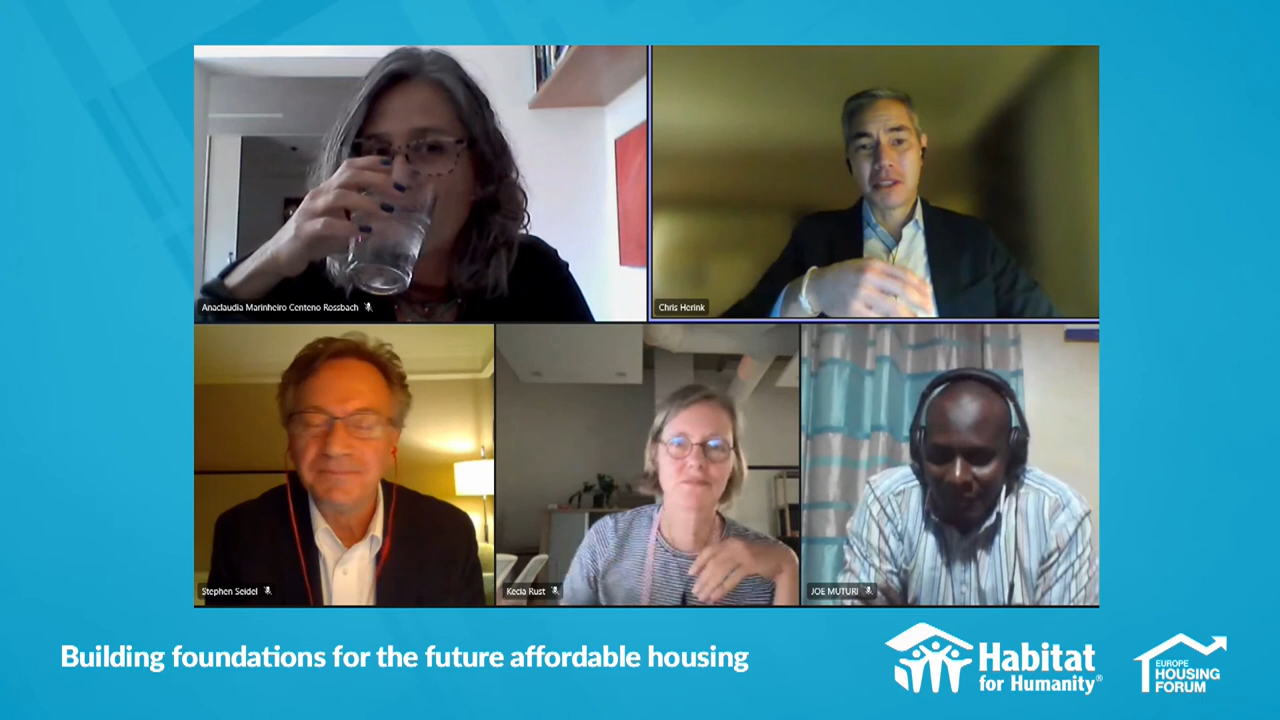 Anaclaudia Marinheiro Centeno Rossbach
Chris Herink
Stephen Seidel
Kecia Rust
JOE MUTURI
Building foundations for the future affordable housing
Habitat
for Humanity®
EUROPE
HOUSING
FORUM